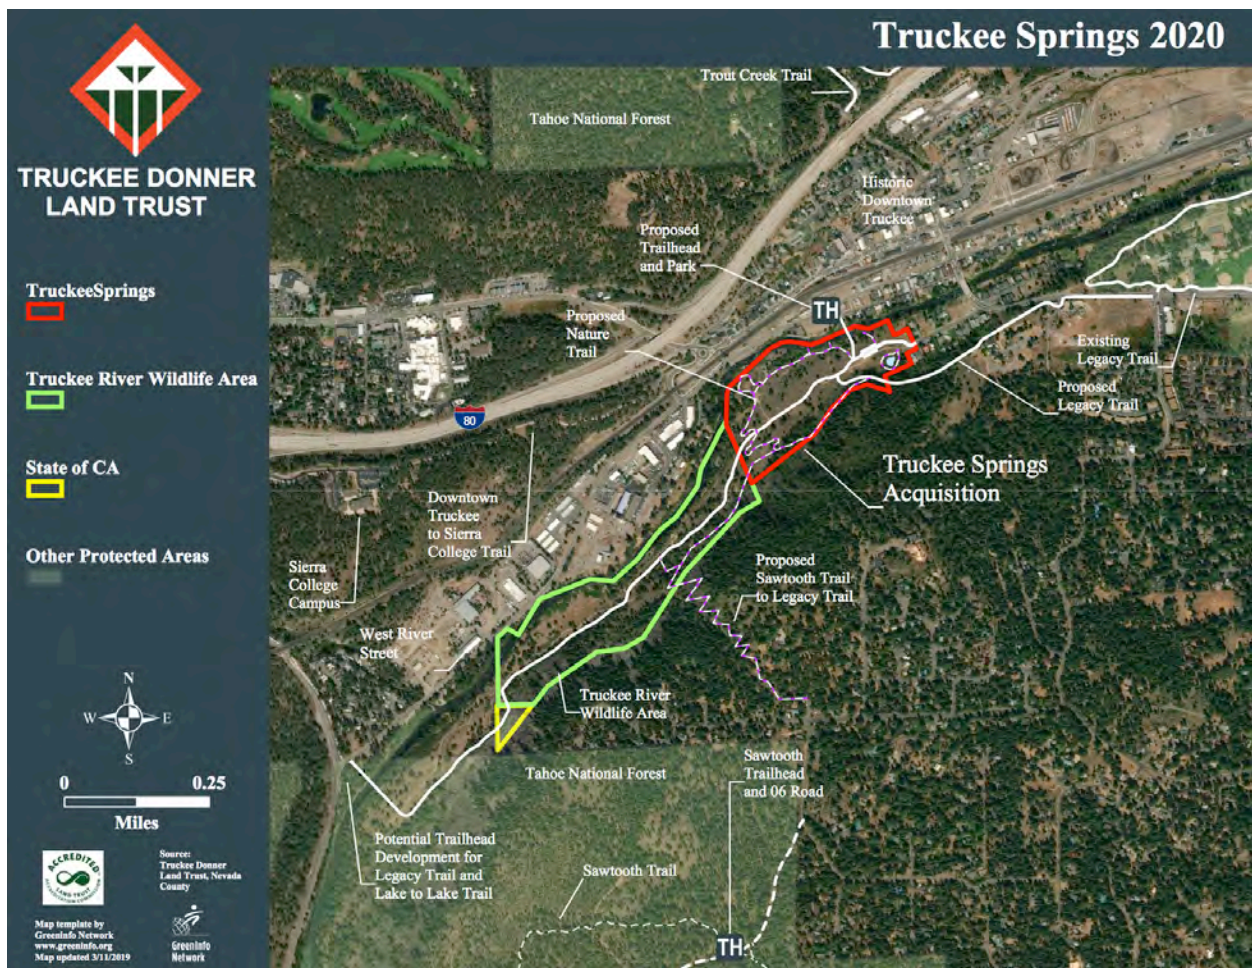 Truckee Springs 2020
TRUCKEE DONNER
LAND TRUST
TruckeeSprings
Truckee River Wildlife Area
State of CA
Other Protected Areas
N
W
E
S
0
0.25
Miles
ACCREDITED
LAND TRUST
ACCREDITATION COMMISSION
Source:
Truckee Donner
Land Trust, Nevada
County
Map template by
GreenInfo Network
www.greeninfo.org
Map updated 3/11/2019
GreenInfo
Network
Trout Creek Trail
Tahoe National Forest
Historic
Downtown
Truckee
Proposed
Trailhead
and Park
TH
Proposed
Nature
Trail
Existing
Legacy Trail
Proposed
Legacy Trail
80
Truckee Springs
Acquisition
Downtown
Truckee
to Sierra
College Trail
Sierra
College
Campus
Proposed
Sawtooth Trail
to Legacy Trail
West River
Street
Truckee River
Wildlife Area
Tahoe National Forest
Sawtooth
Trailhead
and 06 Road
Potential Trailhead
Development for
Legacy Trail and
Lake to Lake Trail
Sawtooth Trail
TH